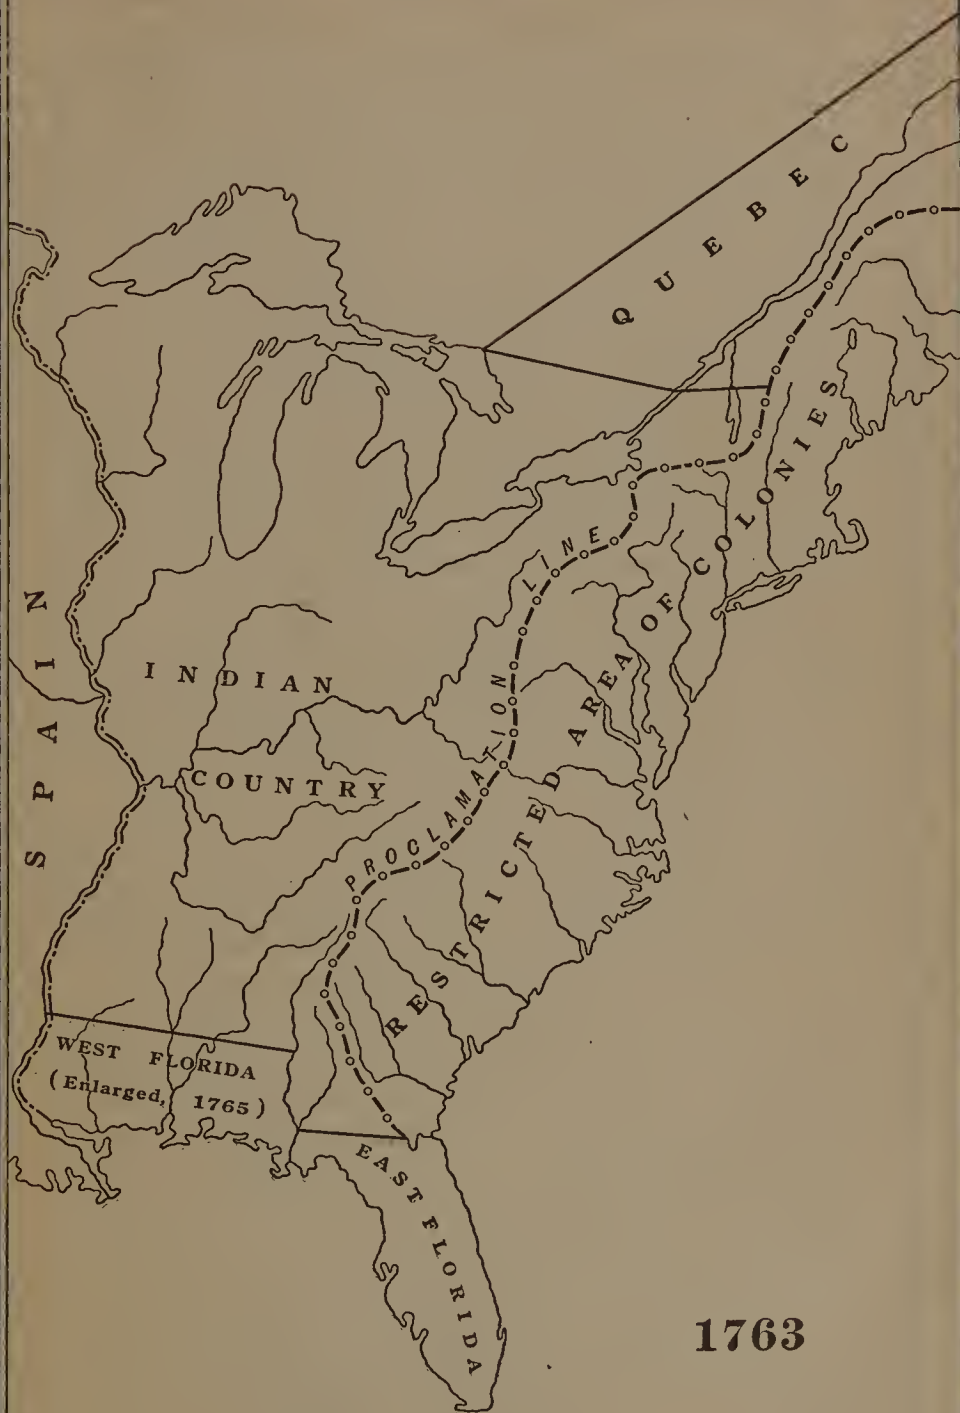 QUEBEC
SPAIN
INDIAN
COUNTRY
PROCLAMATION LINE
RESTRICTED AREA OF COLONIES
WEST FLORIDA
(Enlarged, 1765)
EAST FLORIDA
1763